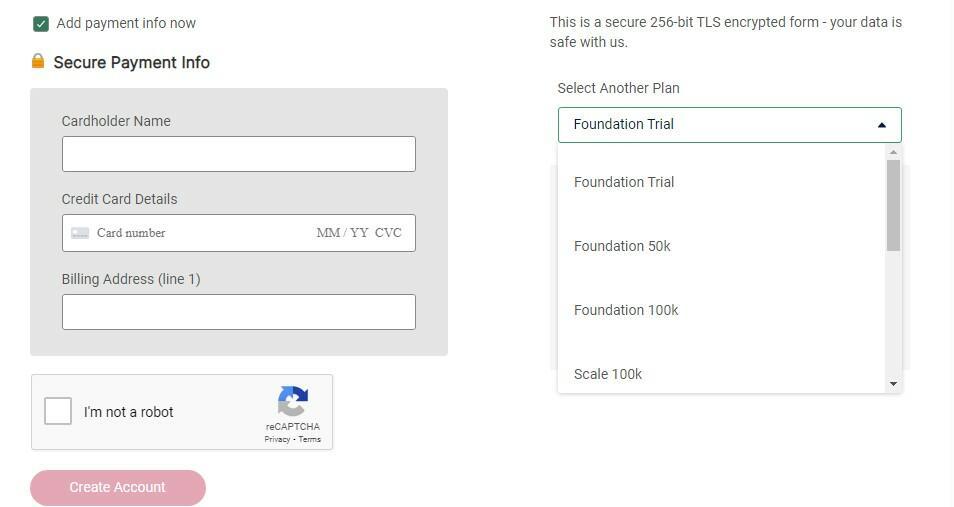 Add payment info now
Secure Payment Info
Cardholder Name
Credit Card Details
Card number MM / YY CVC
Billing Address (line 1)
I'm not a robot
reCAPTCHA
Privacy - Terms
Create Account
This is a secure 256-bit TLS encrypted form - your data is
safe with us.
Select Another Plan
Foundation Trial
Foundation Trial
Foundation 50k
Foundation 100k
Scale 100k